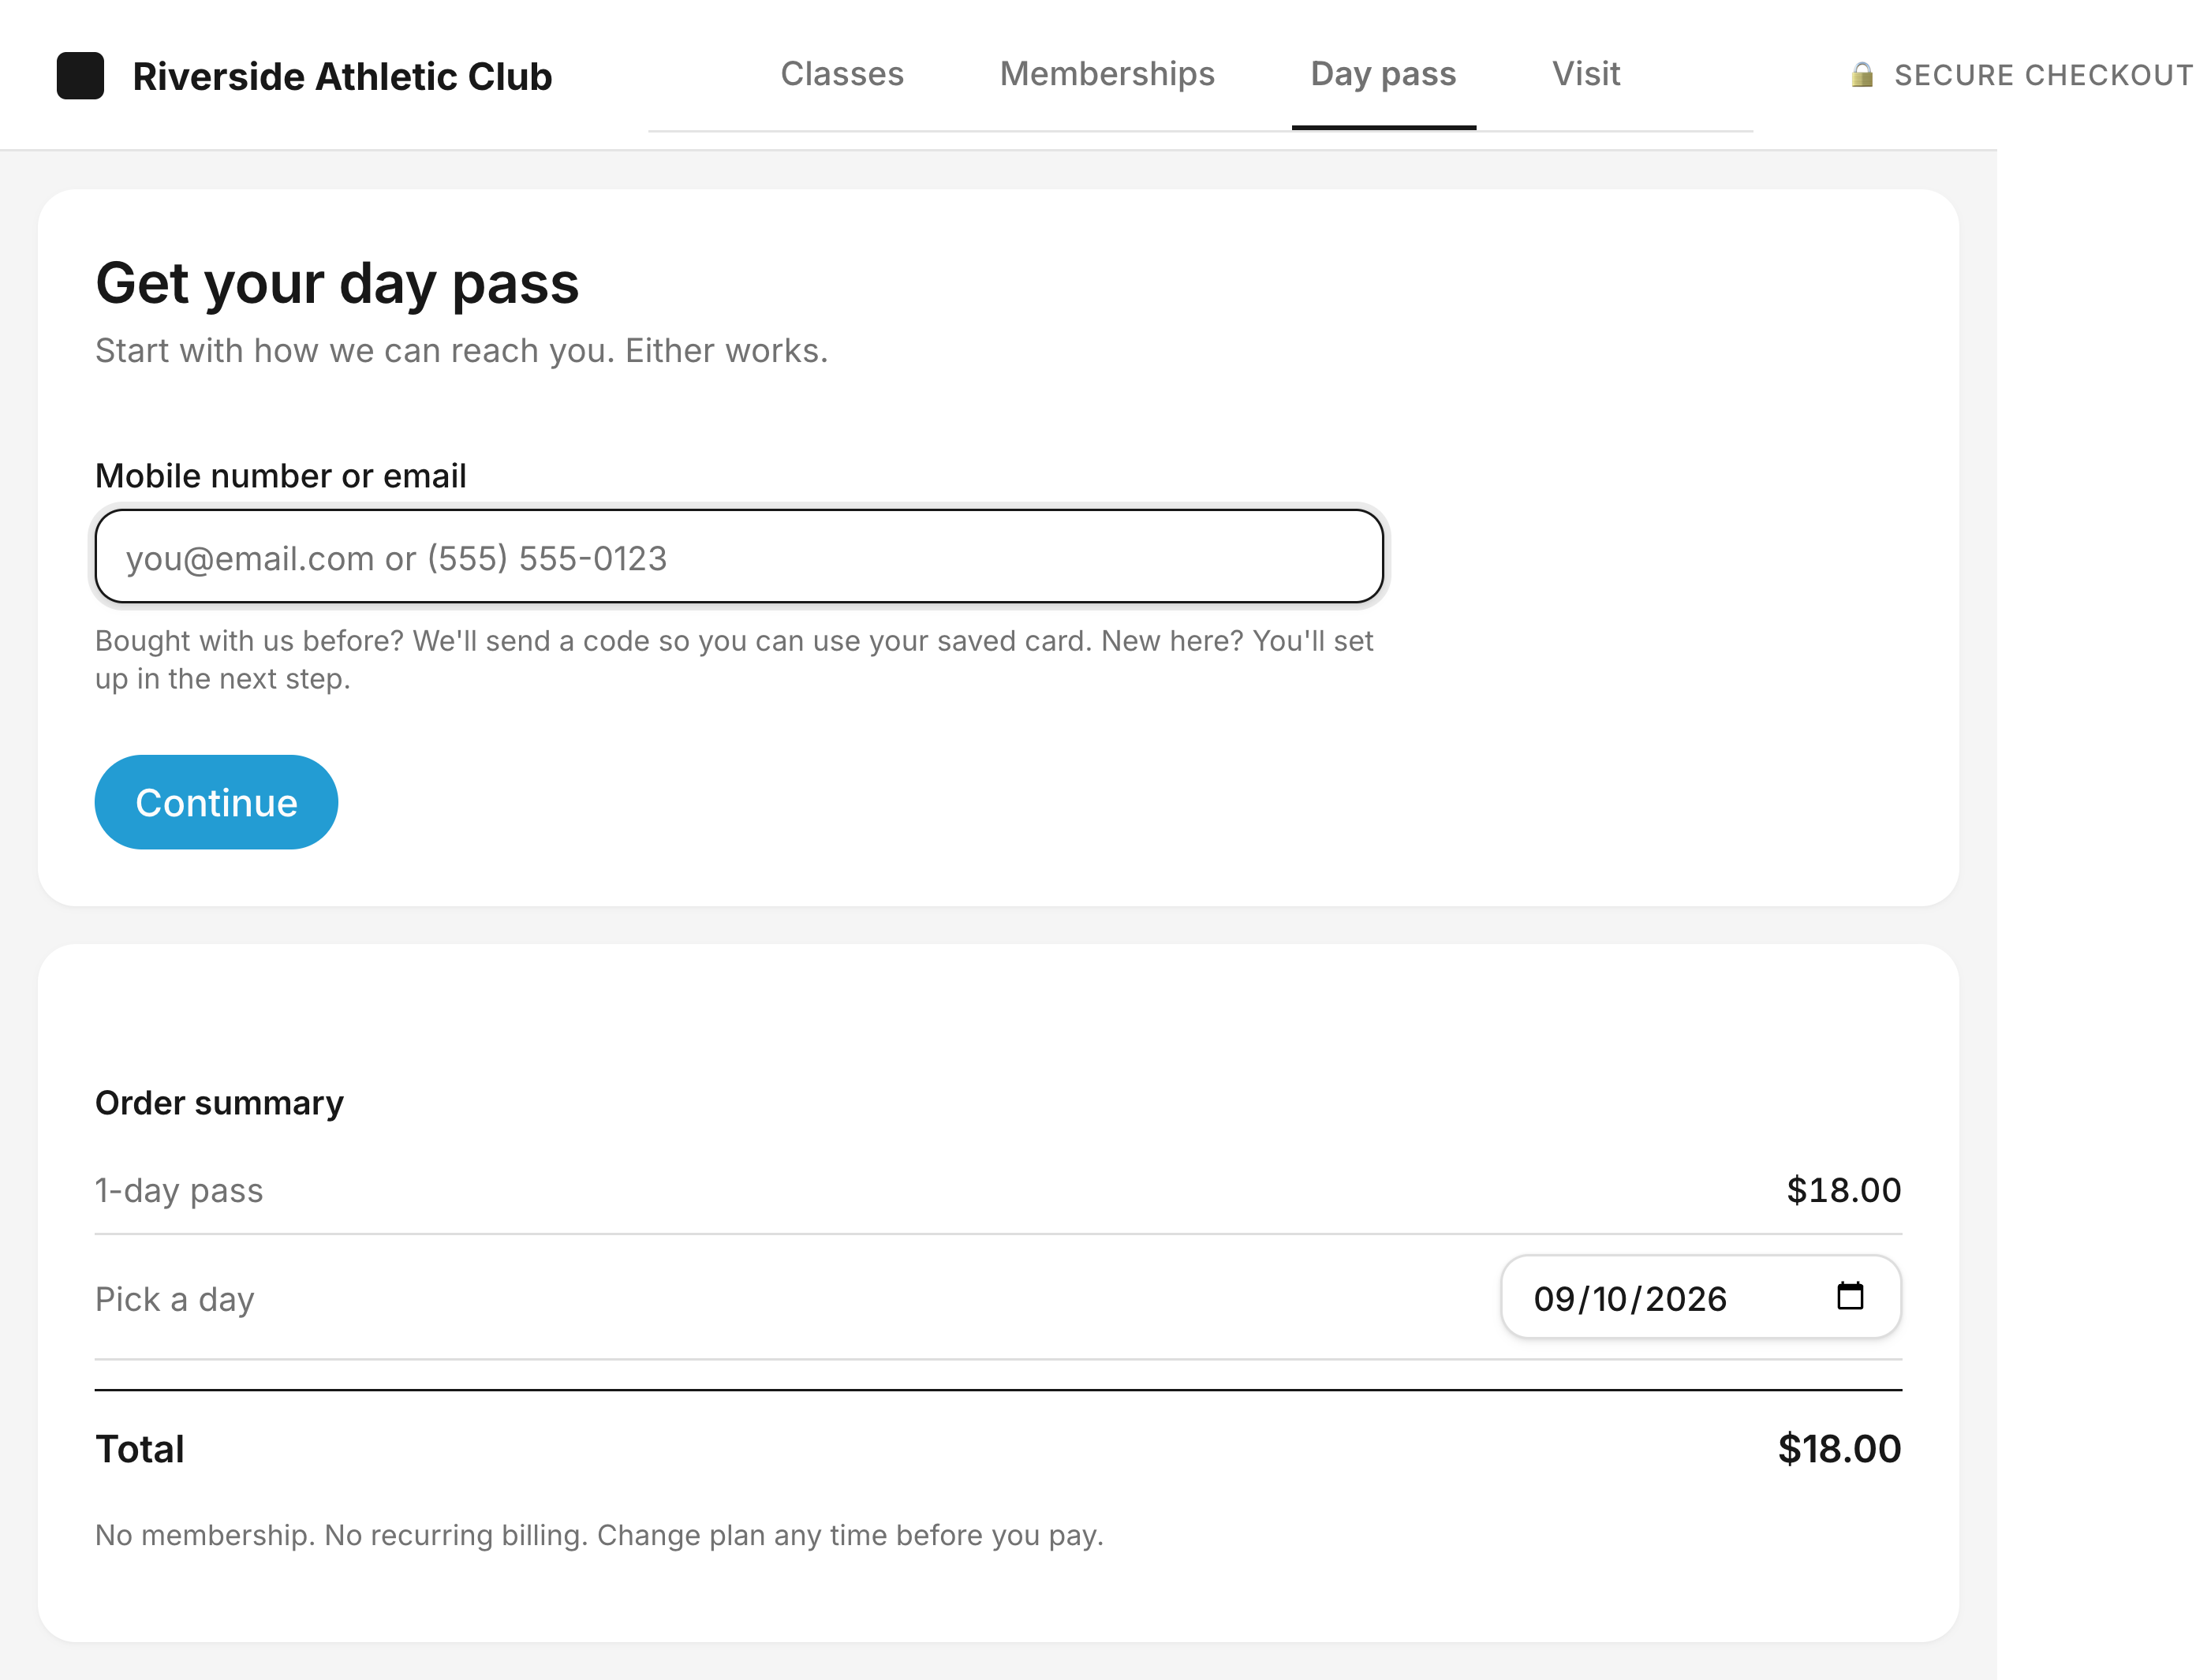 Riverside Athletic Club
Classes
Memberships
Day pass
Visit
🔒 SECURE CHECKOUT
Get your day pass
Start with how we can reach you. Either works.
Mobile number or email
you@email.com or (555) 555-0123
Bought with us before? We'll send a code so you can use your saved card. New here? You'll set
up in the next step.
Continue
Order summary
1-day pass
$18.00
Pick a day
09/10/2026
Total
$18.00
No membership. No recurring billing. Change plan any time before you pay.